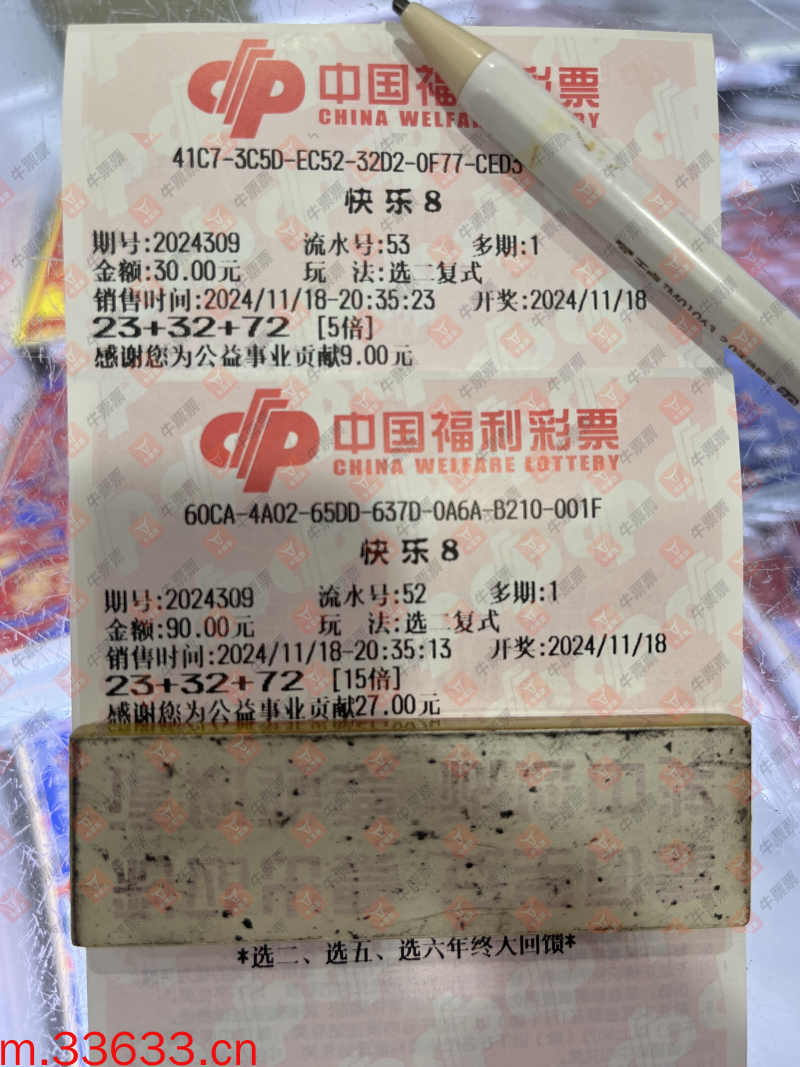 中国福 彩票
CHINA WELFARE LOTTERY
41C7-3C5D-EC52-32D2-0F77-CED3
快乐8
期号:2024309 流水号:53 多期:1
金额:30.00元 玩 法:选二复式
销售时间:2024/11/18-20:35:23 开奖:2024/11/18
23+32+72 [5倍]
感谢您为公益事业贡献9.00元
中国福利彩票
CHINA WELFARE LOTTERY
60CA-4A02-65DD-637D-0A6A-B210-001F
快乐8
期号:2024309 流水号:52 多期:1
金额:90.00元 玩 法:选二复式
销售时间:2024/11/18-20:35:13 开奖:2024/11/18
23+32+72 [15倍]
感谢您为公益事业贡献27.00元
*选二、选五、选六年终大回馈*
牛票票
m.33633.cn